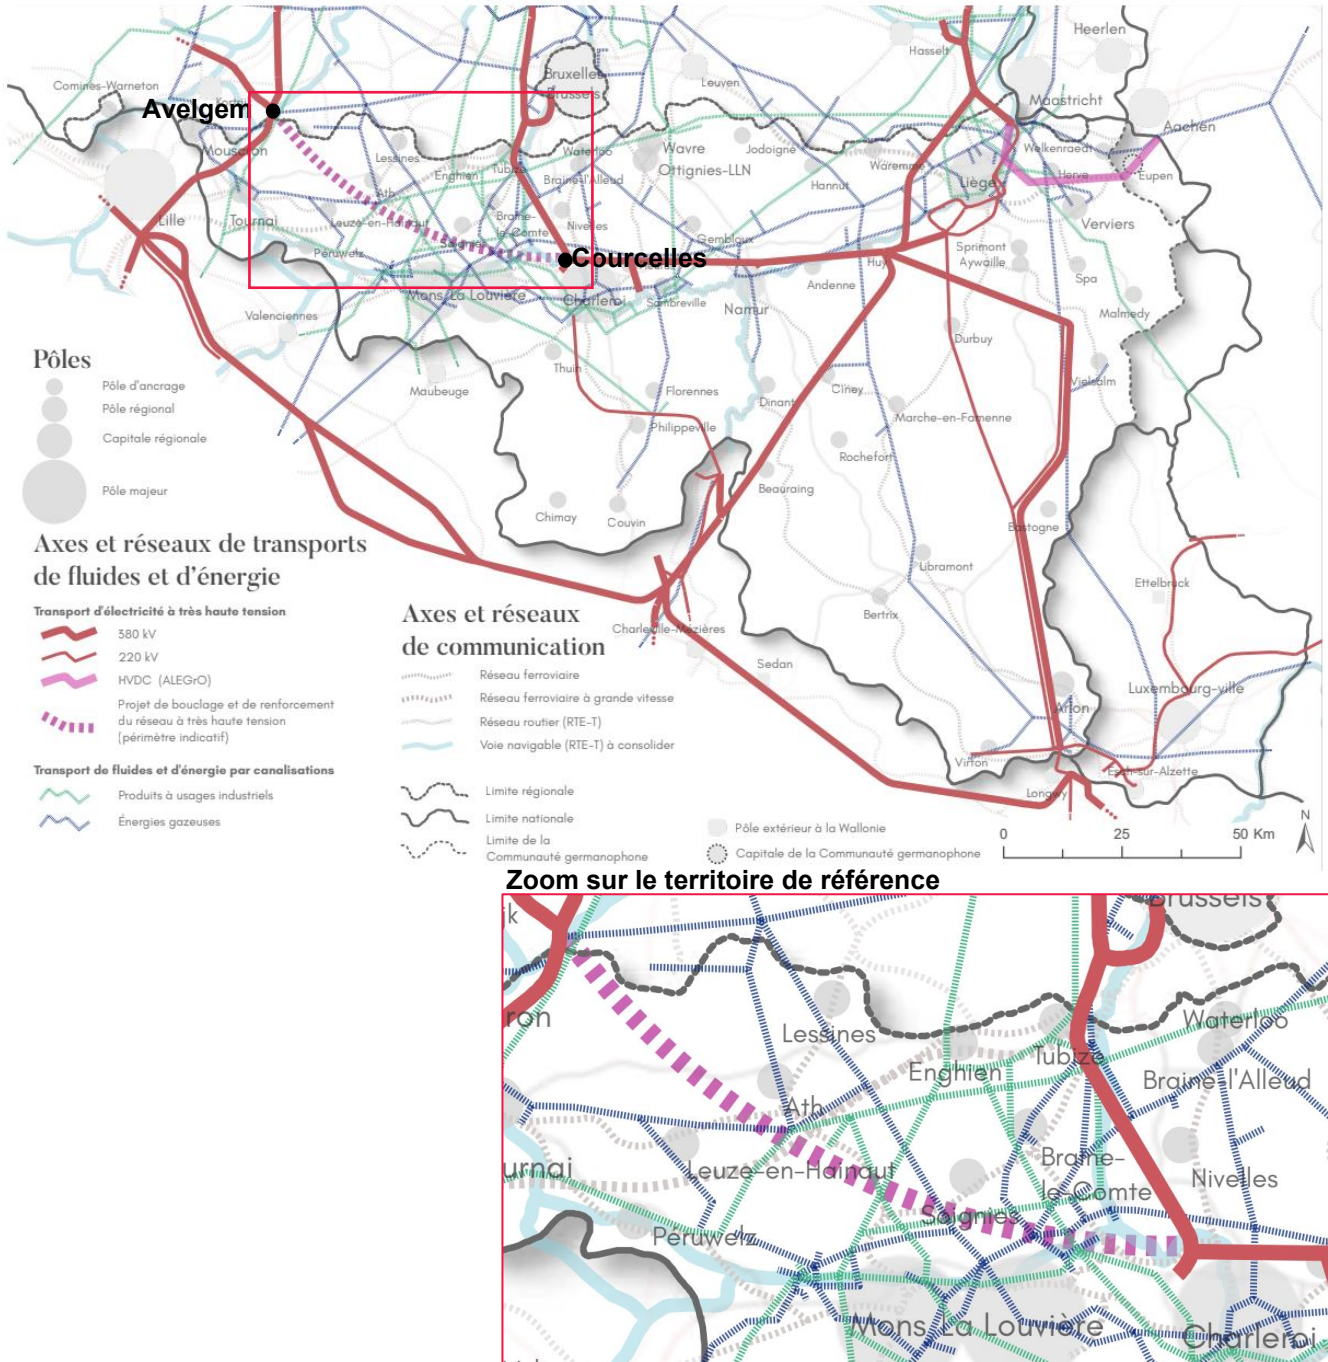 Heerlen
Hasselt
Bruxelles
Brussels
Leuven
Comines-Warneton
Maastricht
Avelgem
Aachen
Mouscron
Lessines
Waterloo
Wavre
Jodoigne
Welkenraedt
Enghien
Tubize
Braine-l'Alleud
Ottignies-LLN
Waremme
Hannut
Liège
Herve
Eupen
Ath
Lille
Tournai
Leuze-en-Hainaut
Braine-
le-Comte
Nivelles
Verviers
Soignies
Gembloux
Péruwelz
Courcelles
Sprimont
Aywaille
Huy
Spa
Andenne
Mons La Louvière
Charleroi
Sambreville
Namur
Valenciennes
Malmedy
Durbuy
Pôles
Thuin
Maubeuge
Florennes
Dinant
Ciney
Vielsalm
Pôle d'ancrage
Pôle régional
Marche-en-Famenne
Philippeville
Capitale régionale
Rochefort
Pôle majeur
Beauraing
Chimay
Couvin
Bastogne
Axes et réseaux de transports
de fluides et d'énergie
Libramont
Ettelbruck
Transport d'électricité à très haute tension
380 kV
220 kV
HVDC (ALEGrO)
Projet de bouclage et de renforcement
du réseau à très haute tension
(périmètre indicatif)
Transport de fluides et d'énergie par canalisations
Produits à usages industriels
Énergies gazeuses
Axes et réseaux
de communication
Réseau ferroviaire
Réseau ferroviaire à grande vitesse
Réseau routier (RTE-T)
Voie navigable (RTE-T) à consolider
Limite régionale
Limite nationale
Limite de la
Communauté germanophone
Bertrix
Charleville-Mézières
Sedan
Luxembourg-ville
Arlon
Virton
Esch-sur-Alzette
Longwy
Pôle extérieur à la Wallonie
Capitale de la Communauté germanophone
0 25 50 Km
N
Zoom sur le territoire de référence
Brussels
jk
ron
Lessines
Waterloo
Tubize
Enghien
Braine-l'Alleud
Ath
urnai
Leuze-en-Hainaut
Braine-
le-Comte
Nivelles
Soignies
Péruwelz
Mons La Louvière
Charleroi